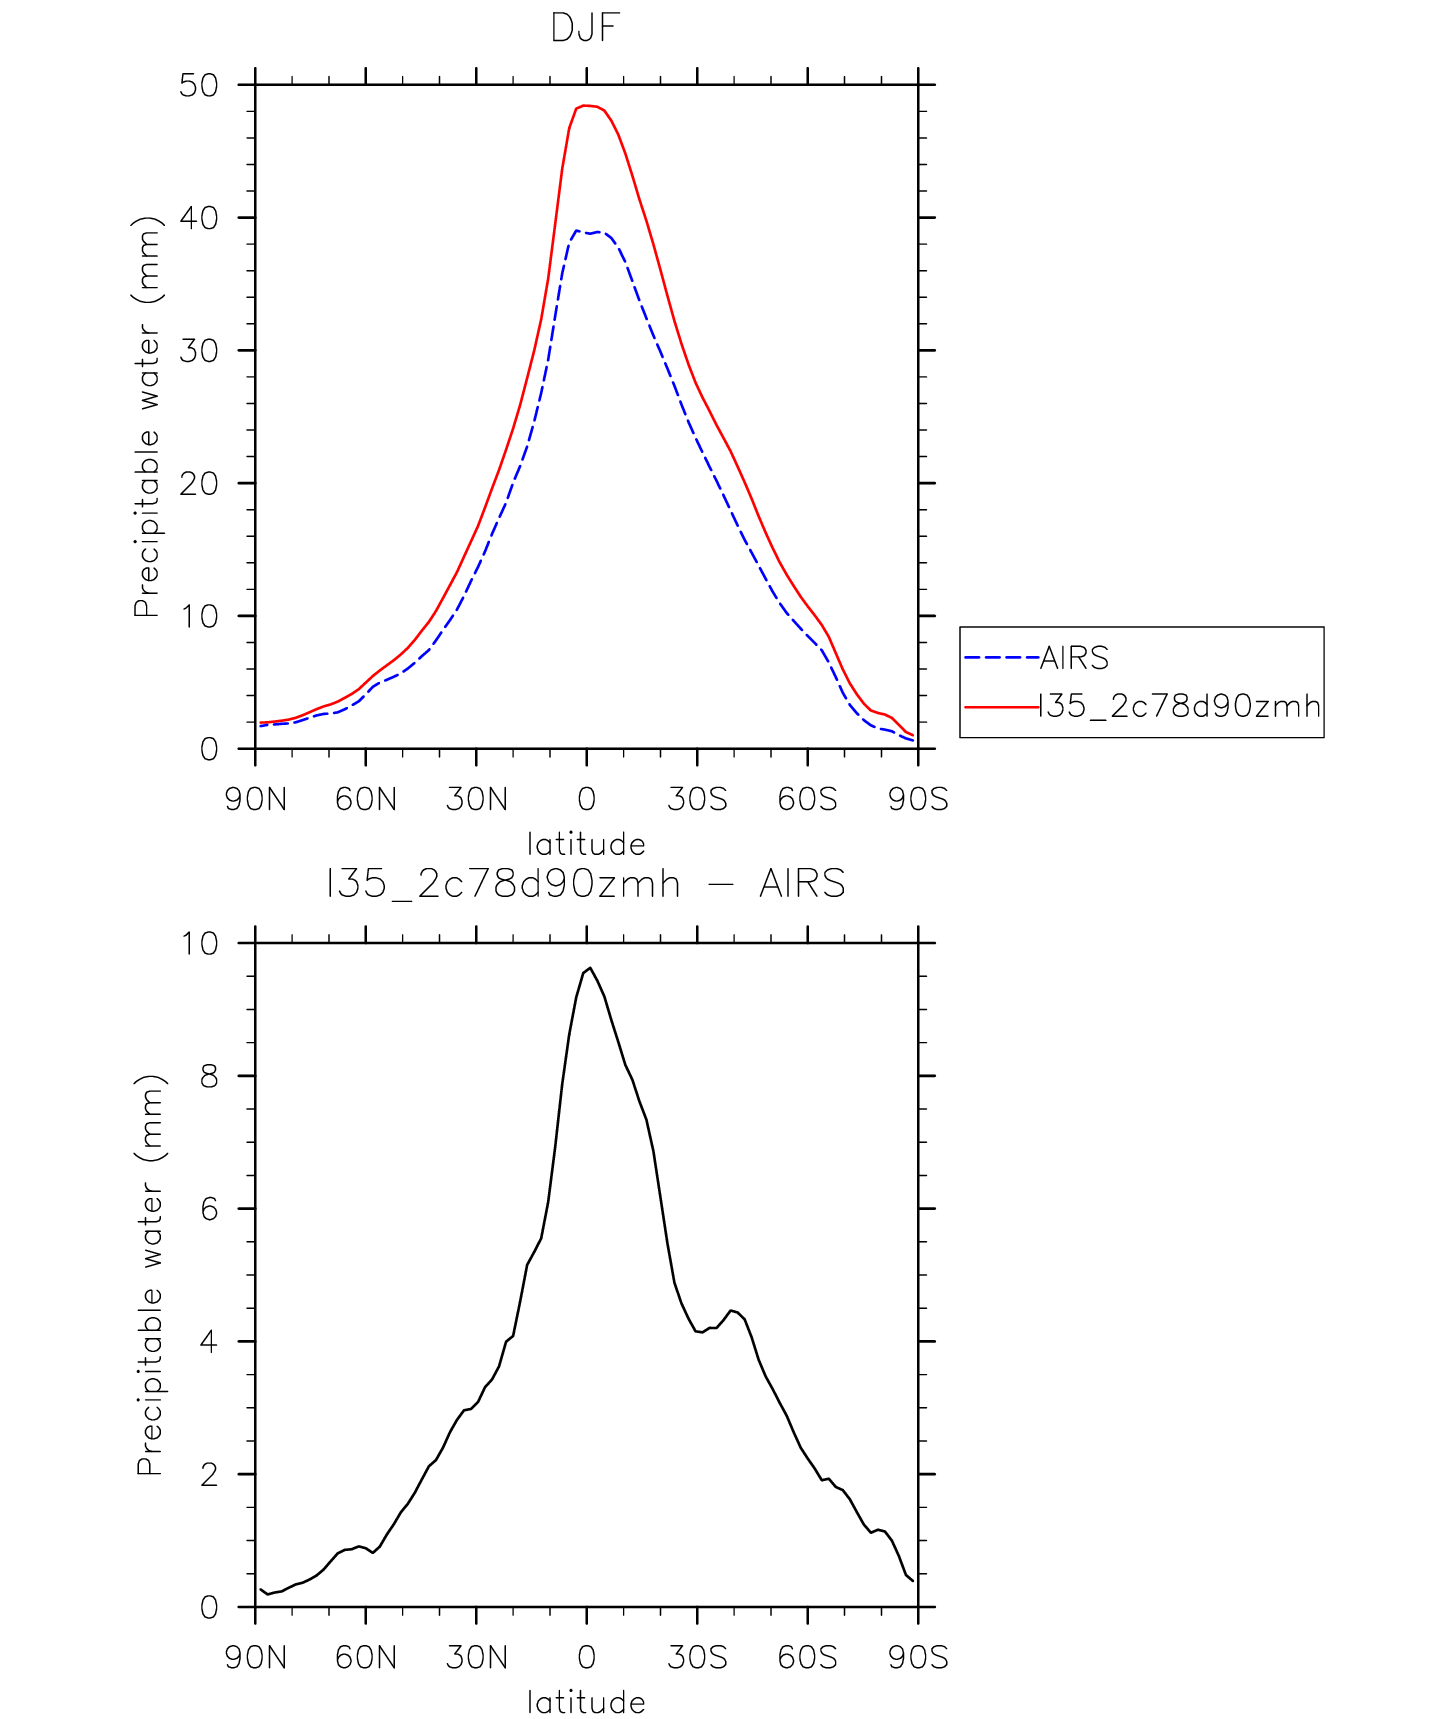 DJF
50
40
30
20
10
0
Precipitable water (mm)
90N 60N 30N 0 30S 60S 90S
latitude
AIRS
I35_2c78d90zmh
I35_2c78d90zmh − AIRS
10
8
6
4
2
0
Precipitable water (mm)
90N 60N 30N 0 30S 60S 90S
latitude